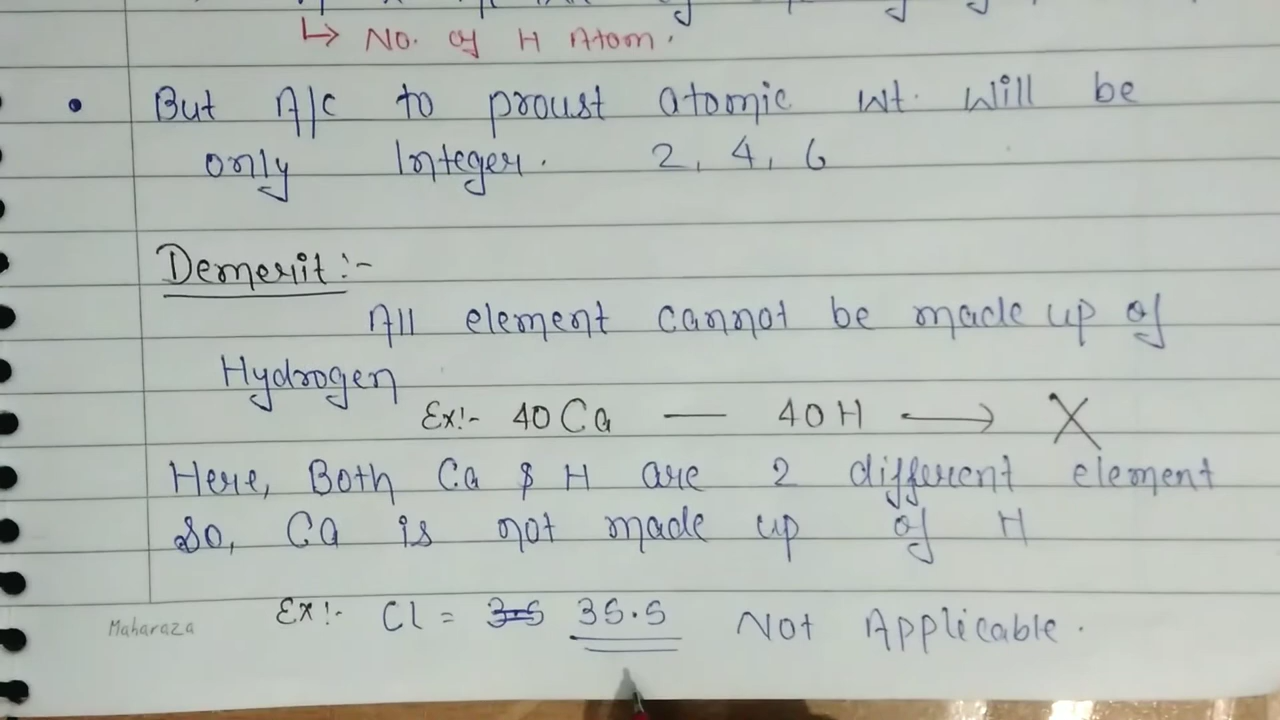 ↳ No. of H Atom.
• But A/c to proust atomic wt. will be
only Integer. 2, 4, 6
Demerit :-
All element cannot be made up of
Hydrogen
Ex:- 40 Ca — 40 H ⟶ X
Here, Both Ca & H are 2 different element
So, Ca is not made up of H
Ex:- Cl = 3.5 35.5 Not Applicable.
Maharaza